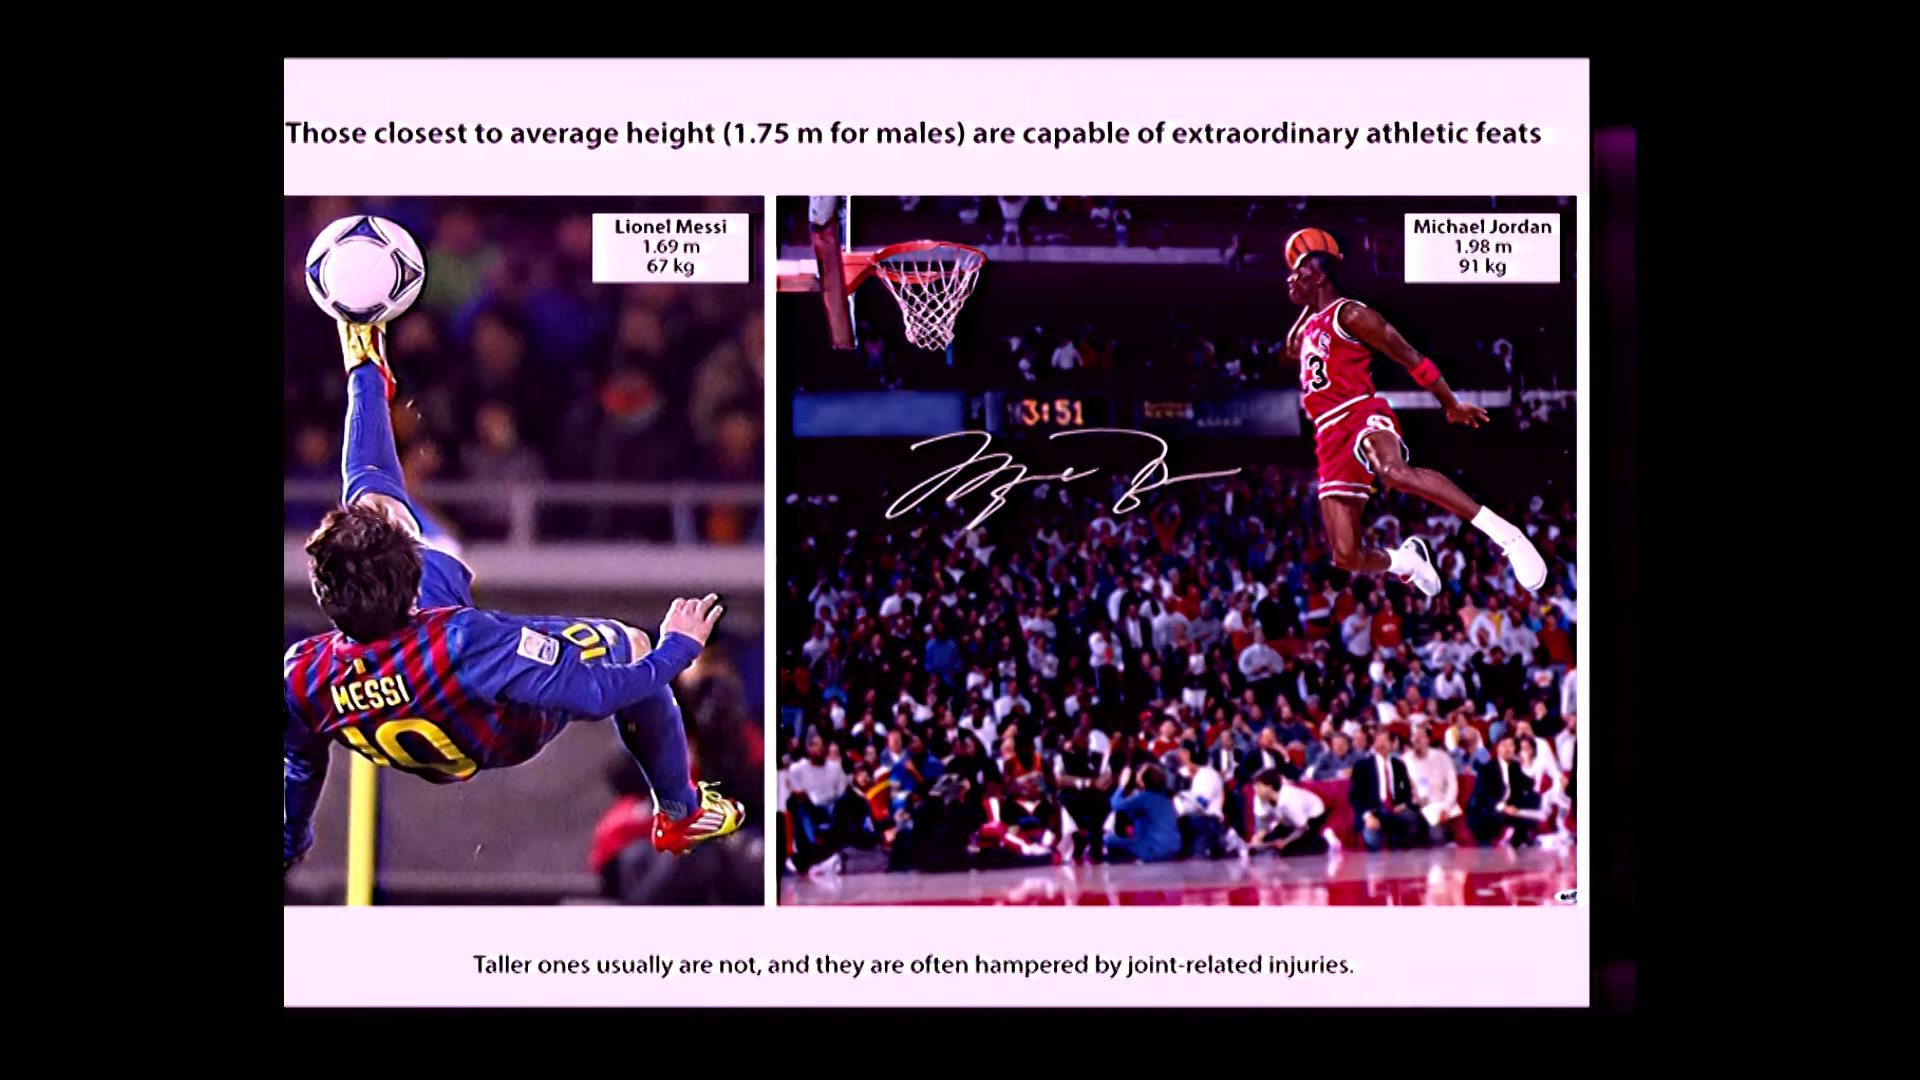 Those closest to average height (1.75 m for males) are capable of extraordinary athletic feats
Lionel Messi
1.69 m
67 kg
Michael Jordan
1.98 m
91 kg
3:51
MESSI
10
10
3
Taller ones usually are not, and they are often hampered by joint-related injuries.